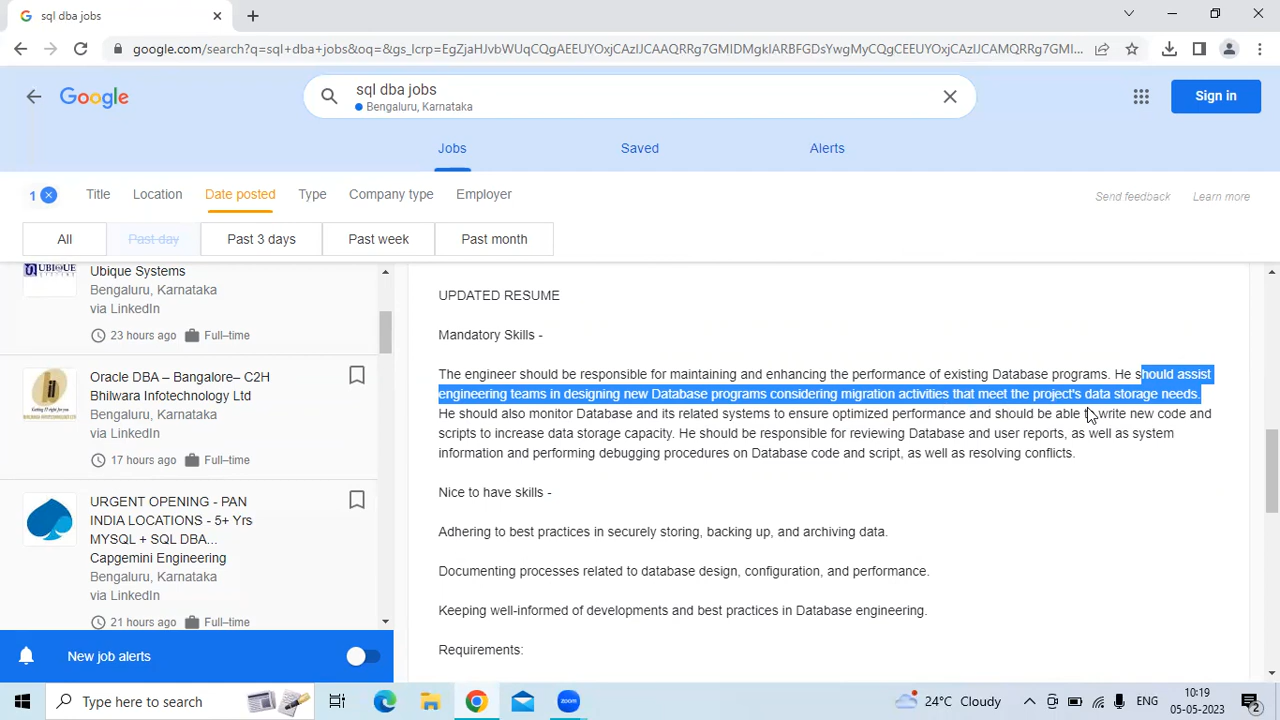 sql dba jobs
google.com/search?q=sql+dba+jobs&oq=&gs_lcrp=EgZjaHJvbWUqCQgAEEUYOxjCAzIJCAAQRRg7GMIDMgkIARBFGDsYwgMyCQgCEEUYOxjCAzIJCAMQRRg7GMI...
Google
sql dba jobs
Bengaluru, Karnataka
Sign in
Jobs
Saved
Alerts
1
Title
Location
Date posted
Type
Company type
Employer
Send feedback
Learn more
All
Past day
Past 3 days
Past week
Past month
UBIQUE
Ubique Systems
Bengaluru, Karnataka
via LinkedIn
23 hours ago
Full–time
Oracle DBA – Bangalore– C2H
Bhilwara Infotechnology Ltd
Bengaluru, Karnataka
via LinkedIn
17 hours ago
Full–time
URGENT OPENING - PAN
INDIA LOCATIONS - 5+ Yrs
MYSQL + SQL DBA...
Capgemini Engineering
Bengaluru, Karnataka
via LinkedIn
21 hours ago
Full–time
New job alerts
UPDATED RESUME
Mandatory Skills -
The engineer should be responsible for maintaining and enhancing the performance of existing Database programs. He should assist
engineering teams in designing new Database programs considering migration activities that meet the project's data storage needs.
He should also monitor Database and its related systems to ensure optimized performance and should be able to write new code and
scripts to increase data storage capacity. He should be responsible for reviewing Database and user reports, as well as system
information and performing debugging procedures on Database code and script, as well as resolving conflicts.
Nice to have skills -
Adhering to best practices in securely storing, backing up, and archiving data.
Documenting processes related to database design, configuration, and performance.
Keeping well-informed of developments and best practices in Database engineering.
Requirements:
Type here to search
zoom
24°C Cloudy
ENG
10:19
05-05-2023
2